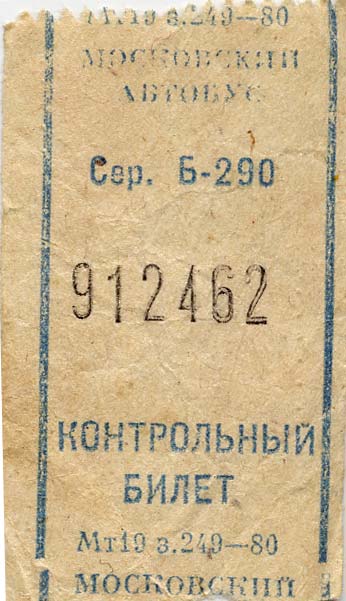 Мт19 з.249—80
МОСКОВСКИЙ
АВТОБУС
Сер. Б-290
912462
КОНТРОЛЬНЫЙ
БИЛЕТ
Мт19 з.249—80
МОСКОВСКИЙ